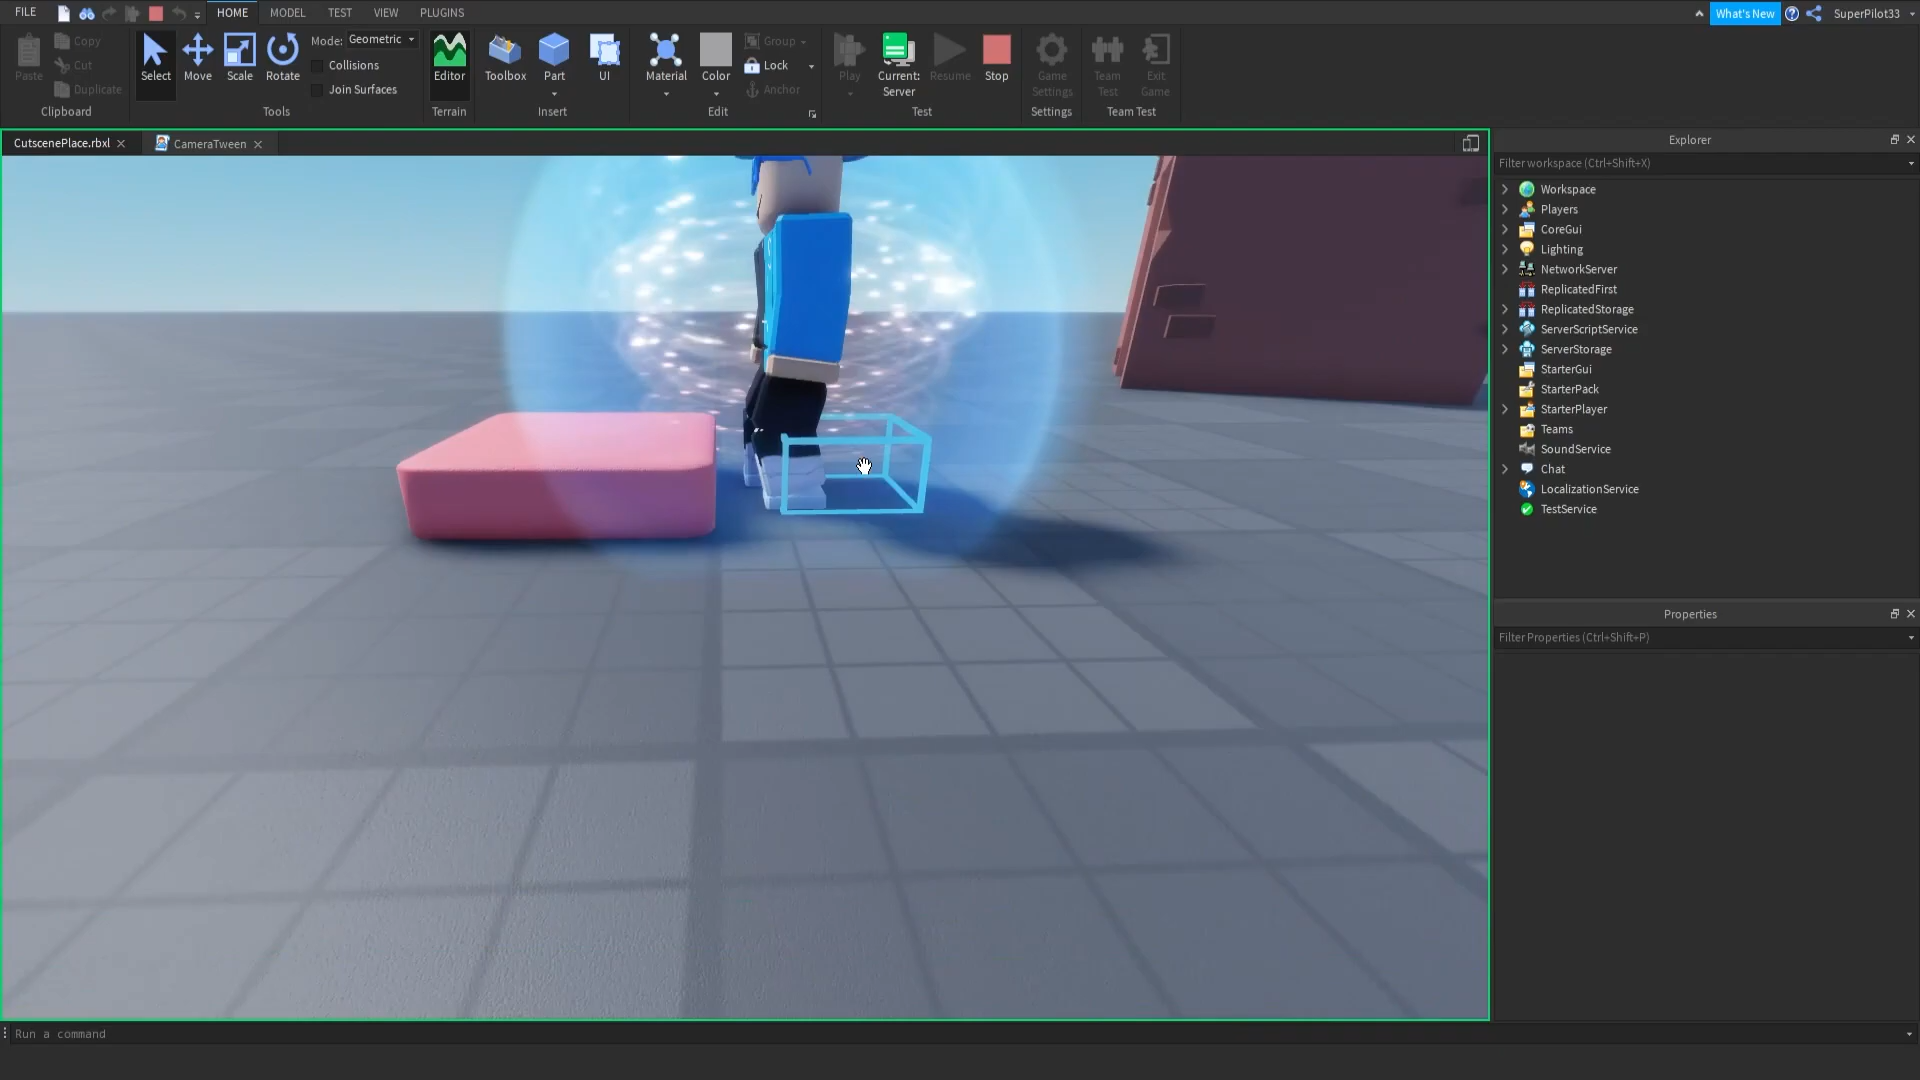 FILE HOME MODEL TEST VIEW PLUGINS What's New SuperPilot33
Paste Copy Cut Duplicate
Clipboard
Select Move Scale Rotate
Mode: Geometric
Collisions
Join Surfaces
Tools
Editor
Terrain
Toolbox Part UI
Insert
Material Color Group Lock Anchor
Edit
Play Current: Server Resume Stop
Test
Game Settings
Settings
Team Test Exit Game
Team Test
CutscenePlace.rbxl CameraTween
Explorer
Filter workspace (Ctrl+Shift+X)
Workspace
Players
CoreGui
Lighting
NetworkServer
ReplicatedFirst
ReplicatedStorage
ServerScriptService
ServerStorage
StarterGui
StarterPack
StarterPlayer
Teams
SoundService
Chat
LocalizationService
TestService
Properties
Filter Properties (Ctrl+Shift+P)
Run a command